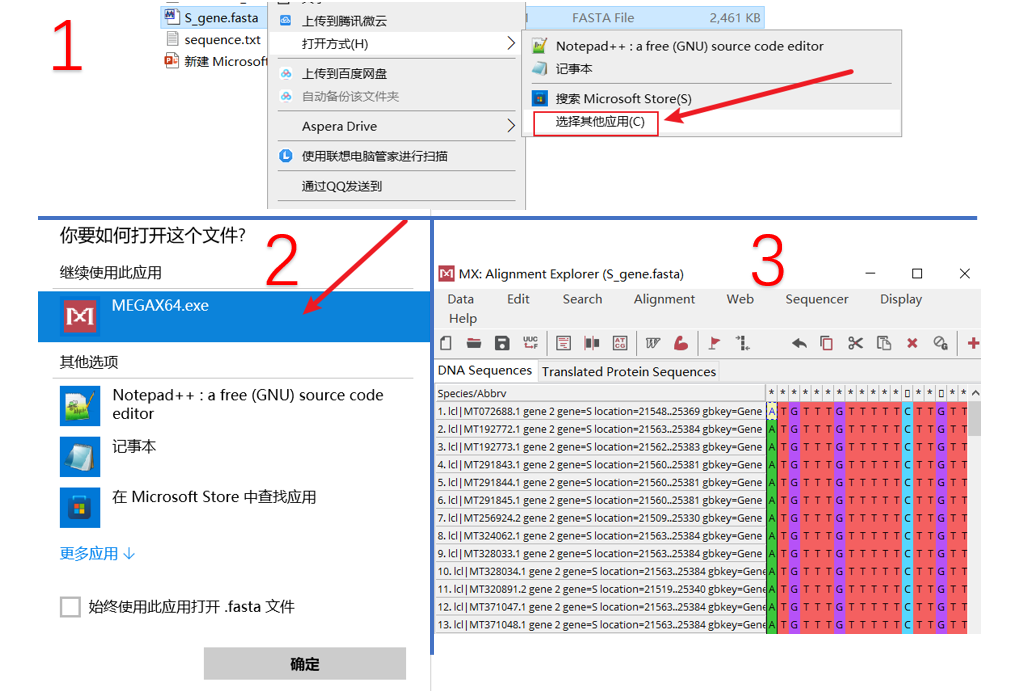 1
S_gene.fasta
sequence.txt
新建 Microsoft
上传到腾讯微云
打开方式(H)
上传到百度网盘
自动备份该文件夹
Aspera Drive
使用联想电脑管家进行扫描
通过QQ发送到
FASTA File 2,461 KB
Notepad++ : a free (GNU) source code editor
记事本
搜索 Microsoft Store(S)
选择其他应用(C)
2
你要如何打开这个文件?
继续使用此应用
MEGAX64.exe
其他选项
Notepad++ : a free (GNU) source code
editor
记事本
在 Microsoft Store 中查找应用
更多应用↓
始终使用此应用打开 .fasta 文件
确定
3
MX: Alignment Explorer (S_gene.fasta)
Data Edit Search Alignment Web Sequencer Display
Help
DNA Sequences Translated Protein Sequences
Species/Abbrv * * * * * * * * * * * * * * * *
1. lcl|MT072688.1 gene 2 gene=S location=21548..25369 gbkey=Gene A T G T T T G T T T T T C T T G T T
2. lcl|MT192772.1 gene 2 gene=S location=21563..25384 gbkey=Gene A T G T T T G T T T T T C T T G T T
3. lcl|MT192773.1 gene 2 gene=S location=21562..25383 gbkey=Gene A T G T T T G T T T T T C T T G T T
4. lcl|MT291843.1 gene 2 gene=S location=21560..25381 gbkey=Gene A T G T T T G T T T T T C T T G T T
5. lcl|MT291844.1 gene 2 gene=S location=21560..25381 gbkey=Gene A T G T T T G T T T T T C T T G T T
6. lcl|MT291845.1 gene 2 gene=S location=21560..25381 gbkey=Gene A T G T T T G T T T T T C T T G T T
7. lcl|MT256924.2 gene 2 gene=S location=21509..25330 gbkey=Gene A T G T T T G T T T T T C T T G T T
8. lcl|MT324062.1 gene 2 gene=S location=21563..25384 gbkey=Gene A T G T T T G T T T T T C T T G T T
9. lcl|MT328033.1 gene 2 gene=S location=21563..25384 gbkey=Gene A T G T T T G T T T T T C T T G T T
10. lcl|MT328034.1 gene 2 gene=S location=21563..25384 gbkey=Gene A T G T T T G T T T T T C T T G T T
11. lcl|MT320891.2 gene 2 gene=S location=21519..25340 gbkey=Gene A T G T T T G T T T T T C T T G T T
12. lcl|MT371047.1 gene 2 gene=S location=21563..25384 gbkey=Gene A T G T T T G T T T T T C T T G T T
13. lcl|MT371048.1 gene 2 gene=S location=21563..25384 gbkey=Gene A T G T T T G T T T T T C T T G T T